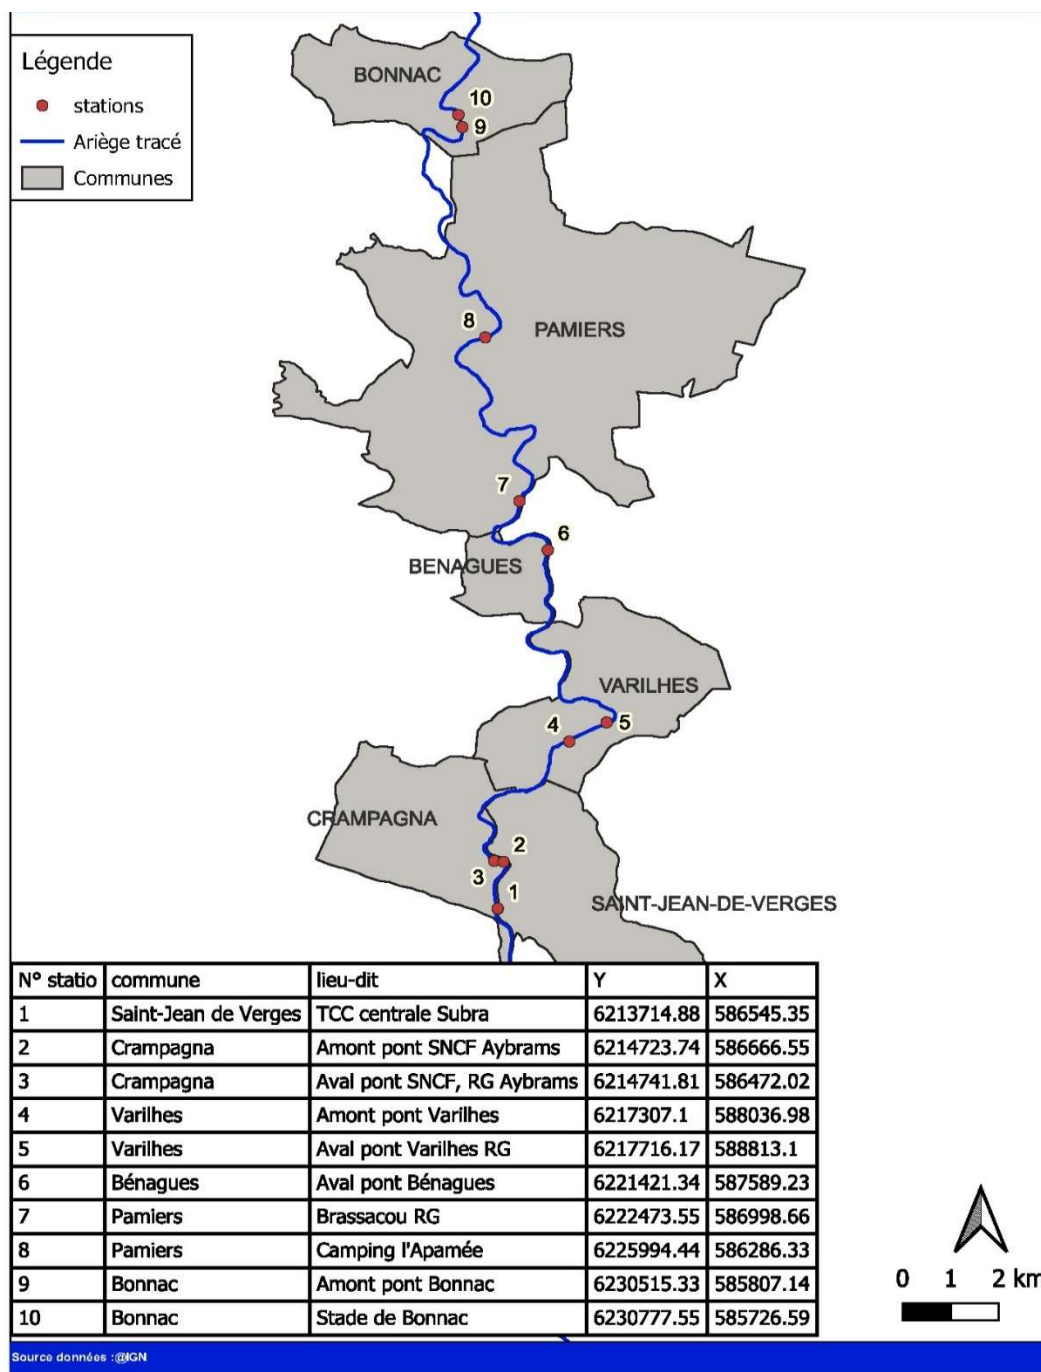 Légende
stations
Ariège tracé
Communes
BONNAC
10
9
8
PAMIERS
7
6
BENAGUES
VARILHES
4
5
CRAMPAGNA
2
3
1
SAINT-JEAN-DE-VERGES
N° statio commune lieu-dit Y X
1 Saint-Jean de Verges TCC centrale Subra 6213714.88 586545.35
2 Crampagna Amont pont SNCF Aybrams 6214723.74 586666.55
3 Crampagna Aval pont SNCF, RG Aybrams 6214741.81 586472.02
4 Varilhes Amont pont Varilhes 6217307.1 588036.98
5 Varilhes Aval pont Varilhes RG 6217716.17 588813.1
6 Bénagues Aval pont Bénagues 6221421.34 587589.23
7 Pamiers Brassacou RG 6222473.55 586998.66
8 Pamiers Camping l'Apamée 6225994.44 586286.33
9 Bonnac Amont pont Bonnac 6230515.33 585807.14
10 Bonnac Stade de Bonnac 6230777.55 585726.59
0 1 2 km
Source données :@IGN